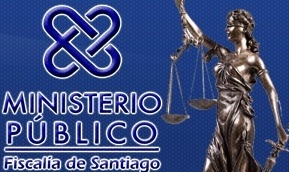 MINISTERIO
PÚBLICO
Fiscalía de Santiago